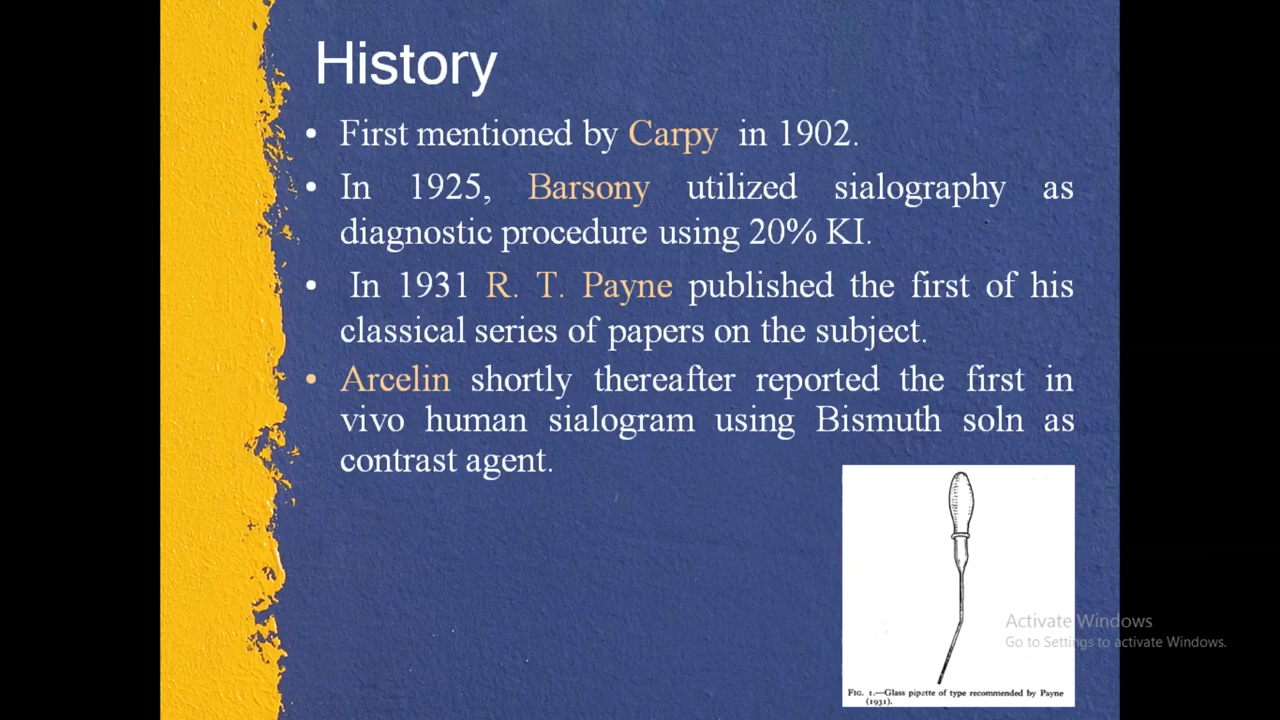 History
• First mentioned by Carpy in 1902.
• In 1925, Barsony utilized sialography as
diagnostic procedure using 20% KI.
• In 1931 R. T. Payne published the first of his
classical series of papers on the subject.
• Arcelin shortly thereafter reported the first in
vivo human sialogram using Bismuth soln as
contrast agent.
Activate Windows
Go to Settings to activate Windows.
FIG. 1.—Glass pipette of type recommended by Payne
(1931).